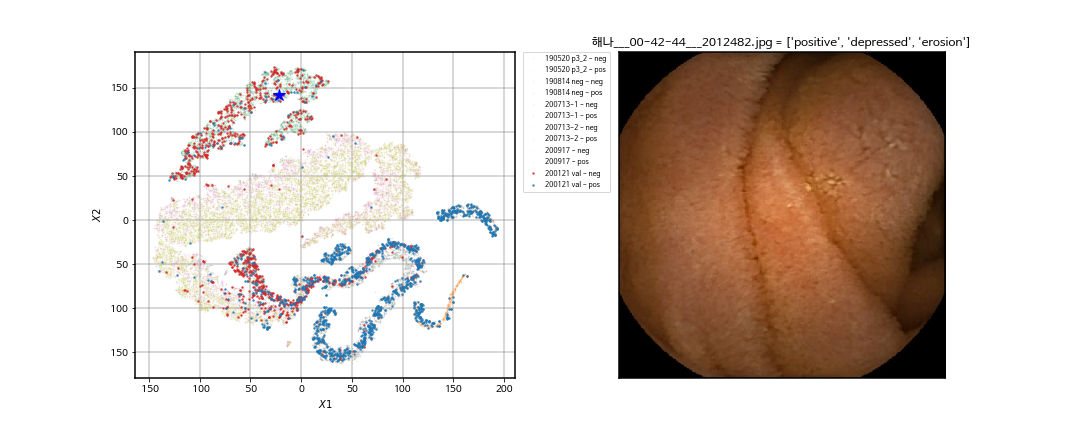 해나___00-42-44___2012482.jpg = ['positive', 'depressed', 'erosion']
190520 p3_2 - neg
190520 p3_2 - pos
190814 neg - neg
190814 neg - pos
200713-1 - neg
200713-1 - pos
200713-2 - neg
200713-2 - pos
200917 - neg
200917 - pos
200121 val - neg
200121 val - pos
X2
150
100
50
0
50
100
150
150
100
50
0
50
100
150
200
X1